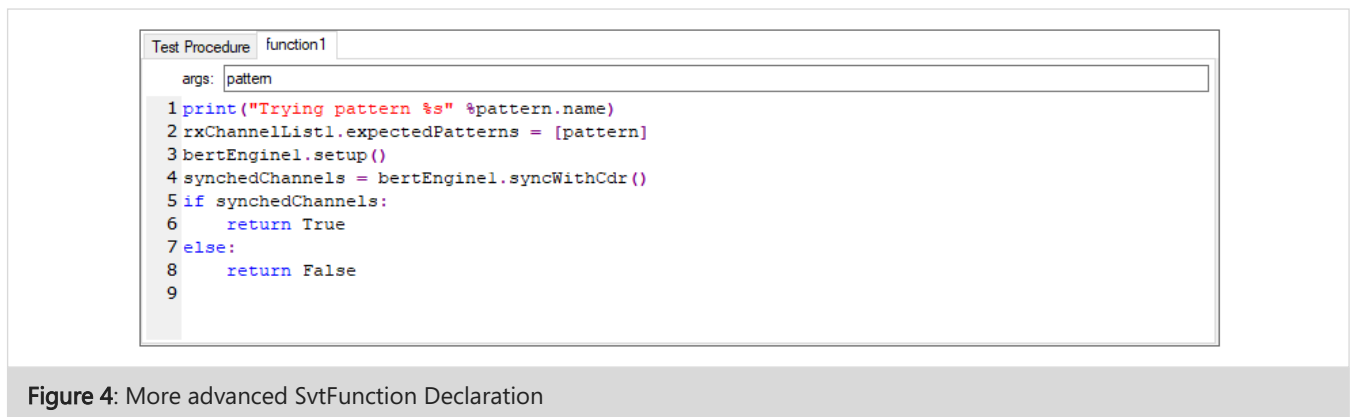 Test Procedure function1
args: pattern
1 print("Trying pattern %s" %pattern.name)
2 rxChannelList1.expectedPatterns = [pattern]
3 bertEngine1.setup()
4 synchedChannels = bertEngine1.syncWithCdr()
5 if synchedChannels:
6     return True
7 else:
8     return False
9
Figure 4: More advanced SvtFunction Declaration